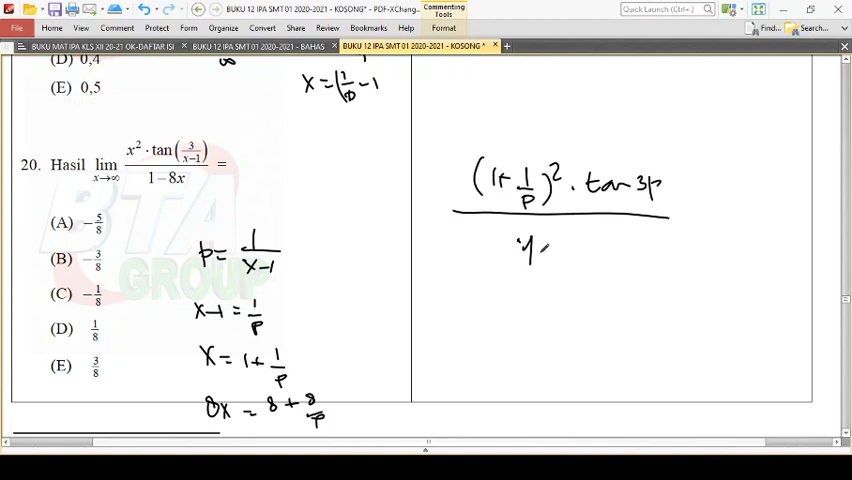 BUKU 12 IPA SMT 01 2020-2021 - KOSONG* - PDF-XChang
Commenting Tools
Quick Launch (Ctrl+.)
File Home Convert Share Review Comment Protect Form Organize View Bookmarks Help Format Find... Search...
BUKU MAT IPA KLS XII 20-21 OK-DAFTAR ISI × BUKU 12 IPA SMT 01 2020-2021 - BAHAS × BUKU 12 IPA SMT 01 2020-2021 - KOSONG * × +
(D) 0,4
∞
(E) 0,5
20. Hasil lim x→∞ (x² · tan(3/(x−1)))/(1−8x) =
(A) −5/8
(B) −3/8
(C) −1/8
(D) 1/8
(E) 3/8
BTA
GROUP
p = 1/(x−1)
x−1 = 1/p
x = 1 + 1/p
8x = 8 + 8/p
(1 + 1/p)² . tan 3p